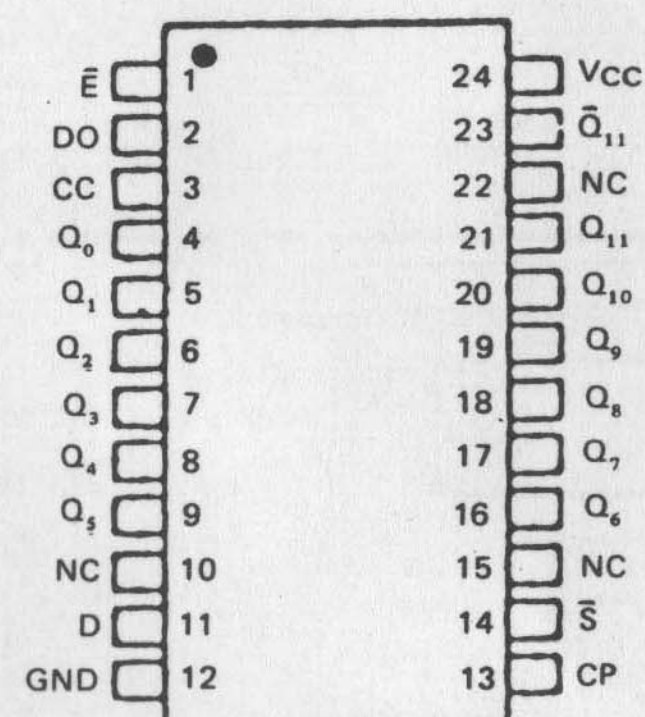 Ē 1 24 VCC
DO 2 23 Q̄₁₁
CC 3 22 NC
Q₀ 4 21 Q₁₁
Q₁ 5 20 Q₁₀
Q₂ 6 19 Q₉
Q₃ 7 18 Q₈
Q₄ 8 17 Q₇
Q₅ 9 16 Q₆
NC 10 15 NC
D 11 14 S̄
GND 12 13 CP